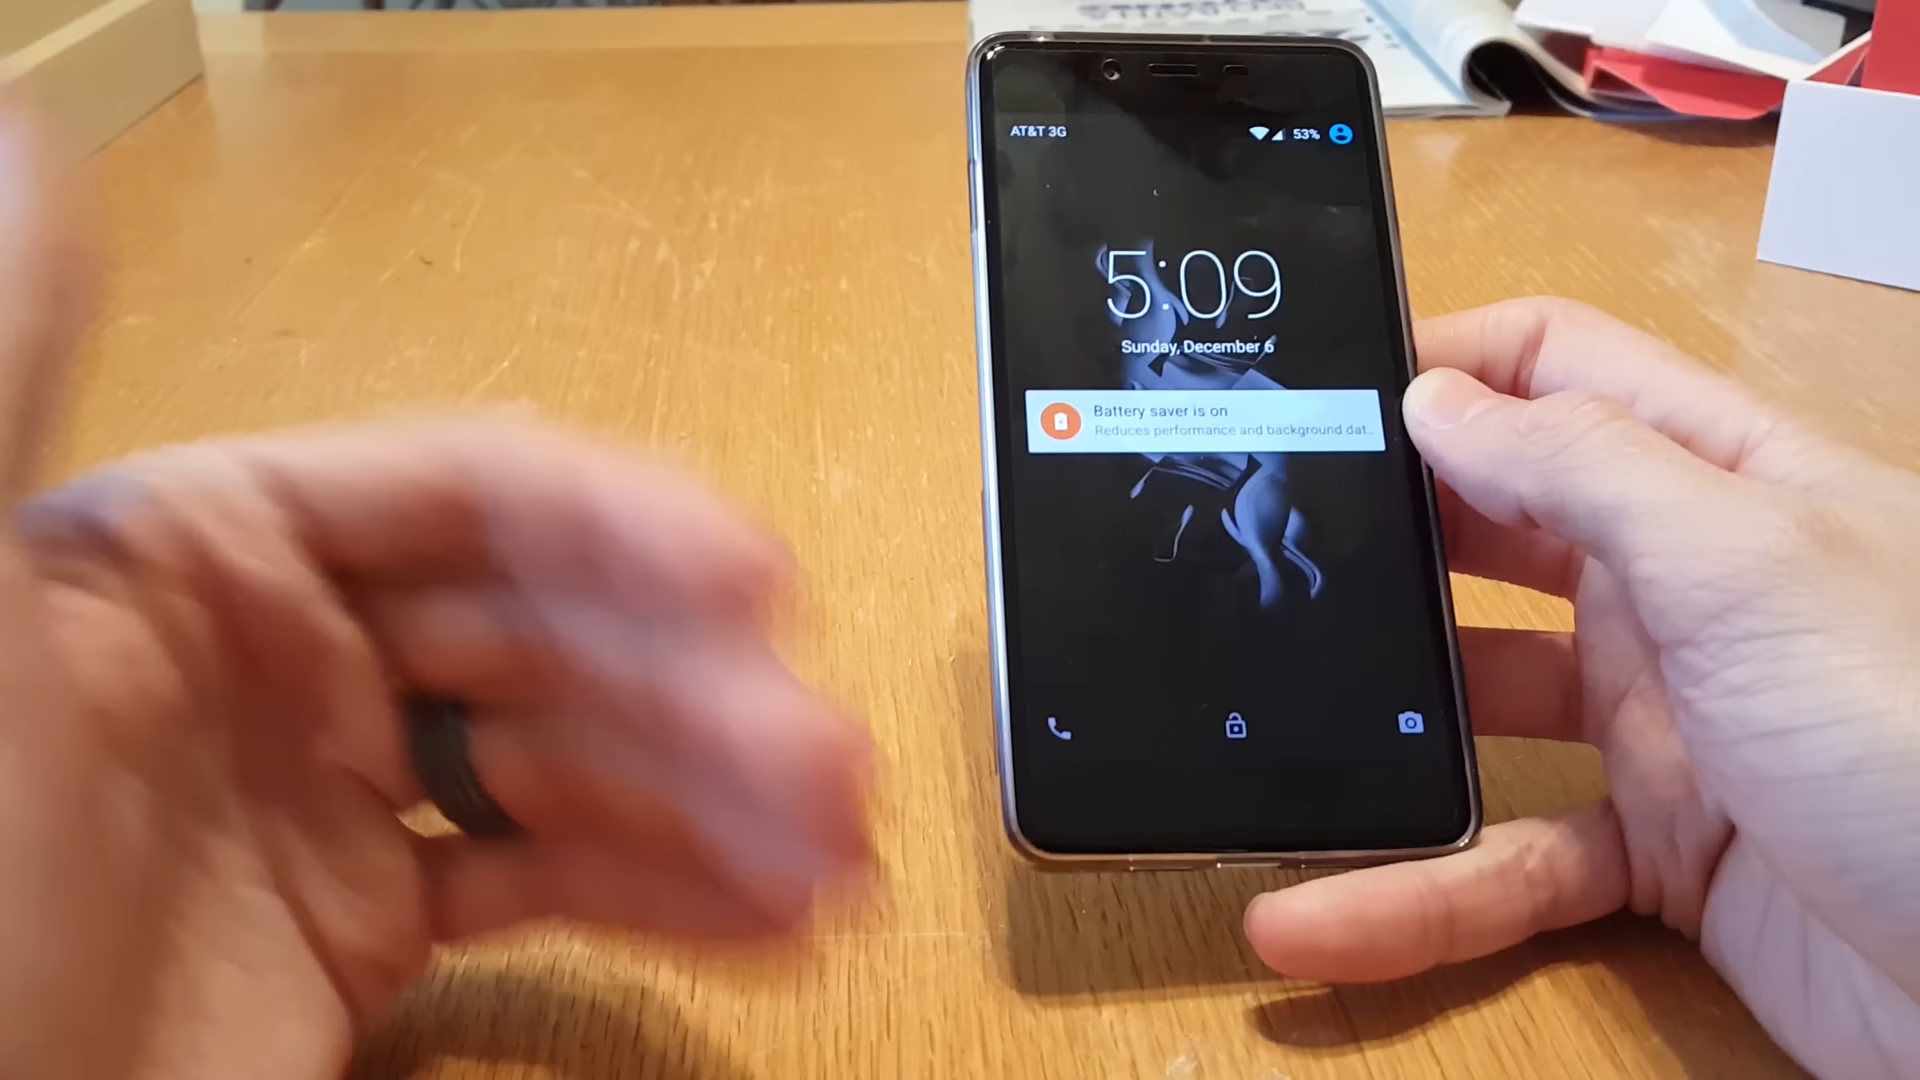 AT&T 3G
53%
5:09
Sunday, December 6
Battery saver is on
Reduces performance and background dat..